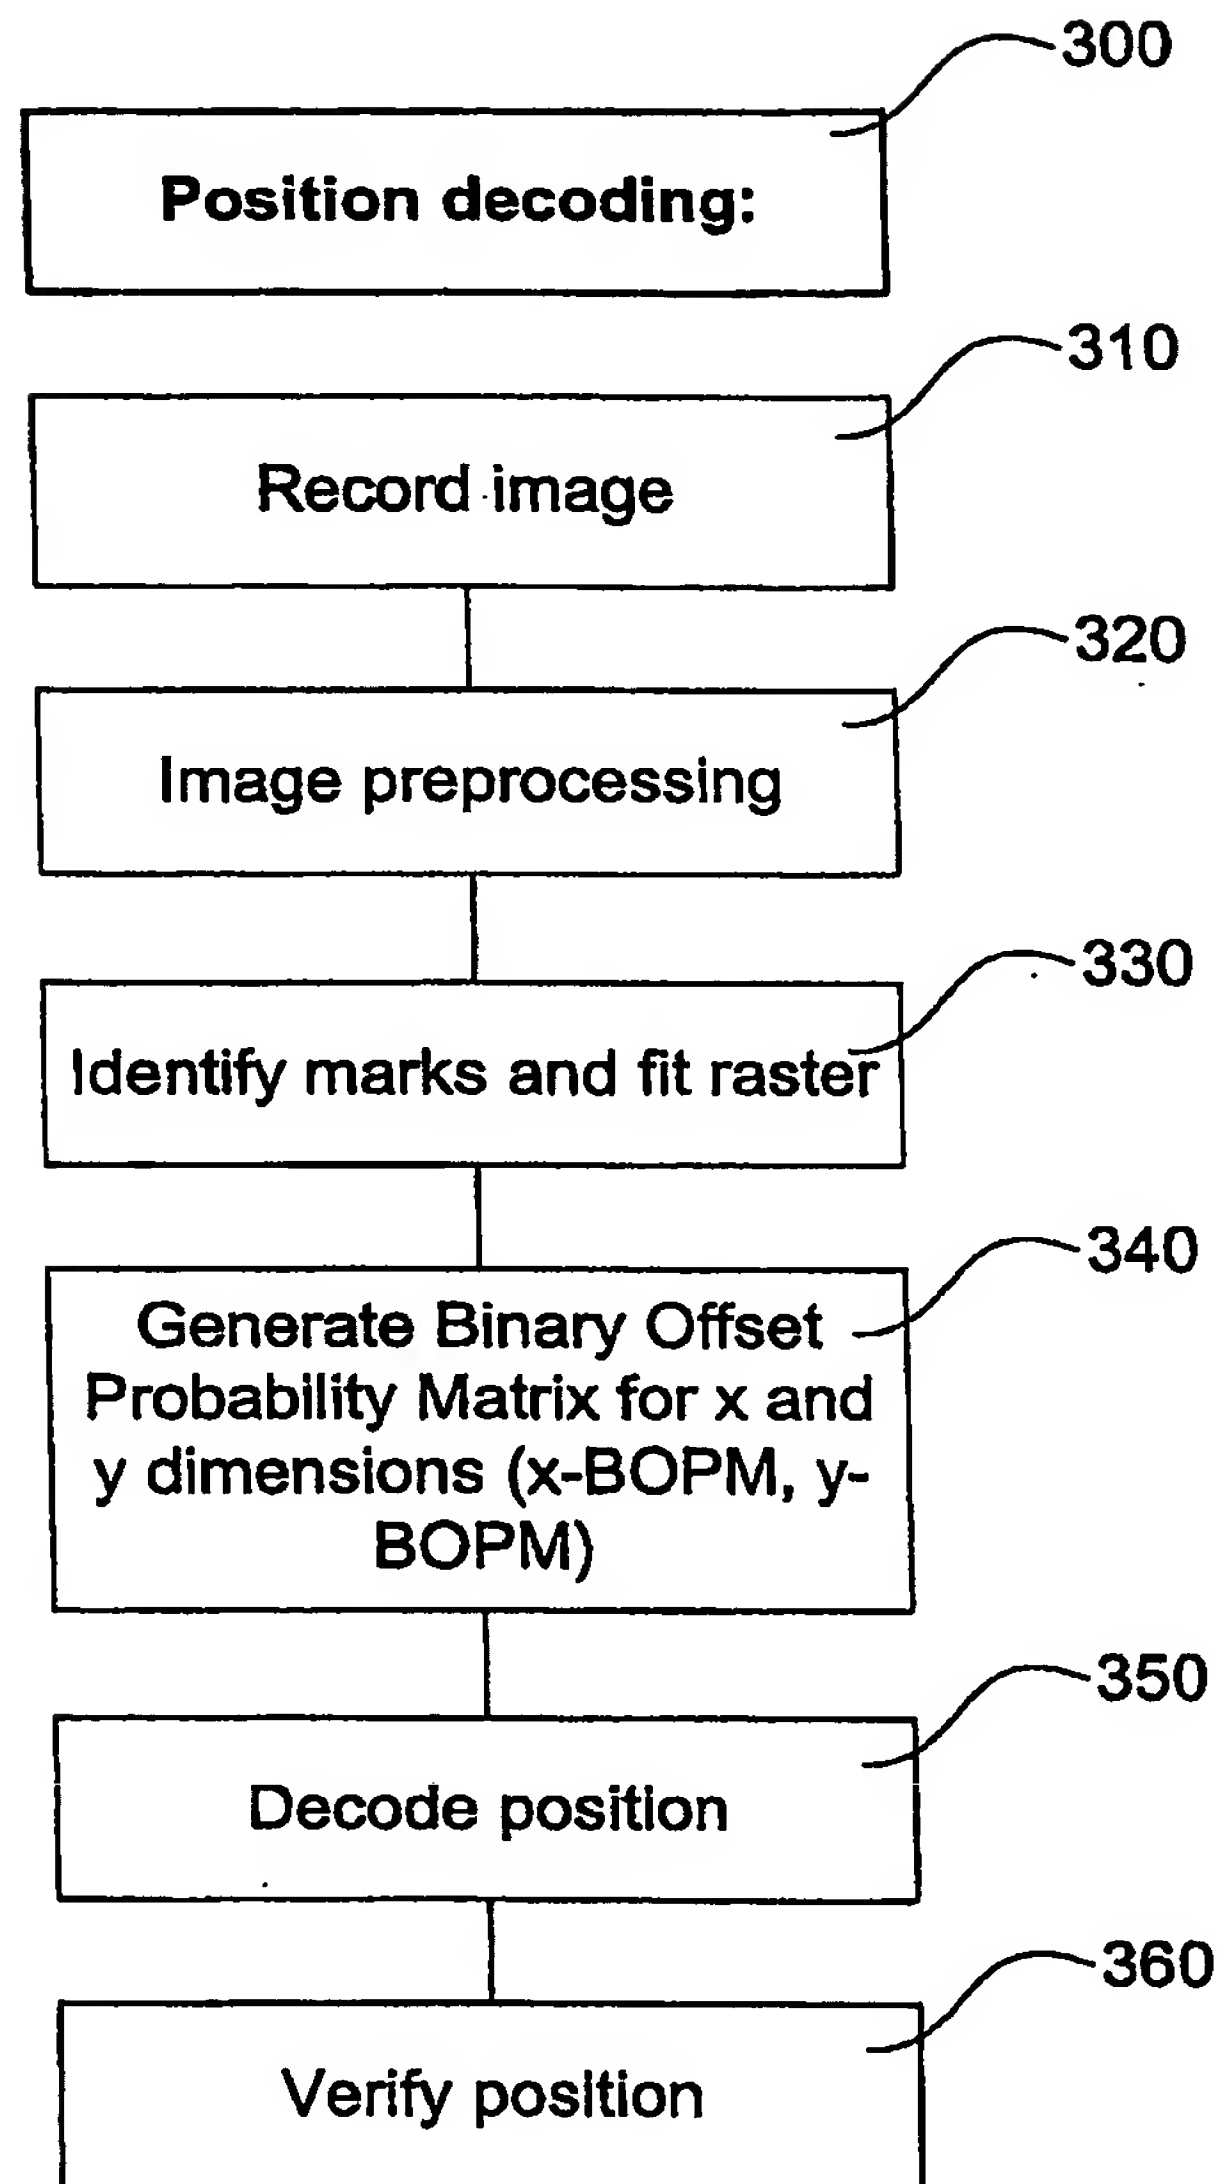 300
Position decoding:
310
Record image
320
Image preprocessing
330
Identify marks and fit raster
340
Generate Binary Offset
Probability Matrix for x and
y dimensions (x-BOPM, y-
BOPM)
350
Decode position
360
Verify position